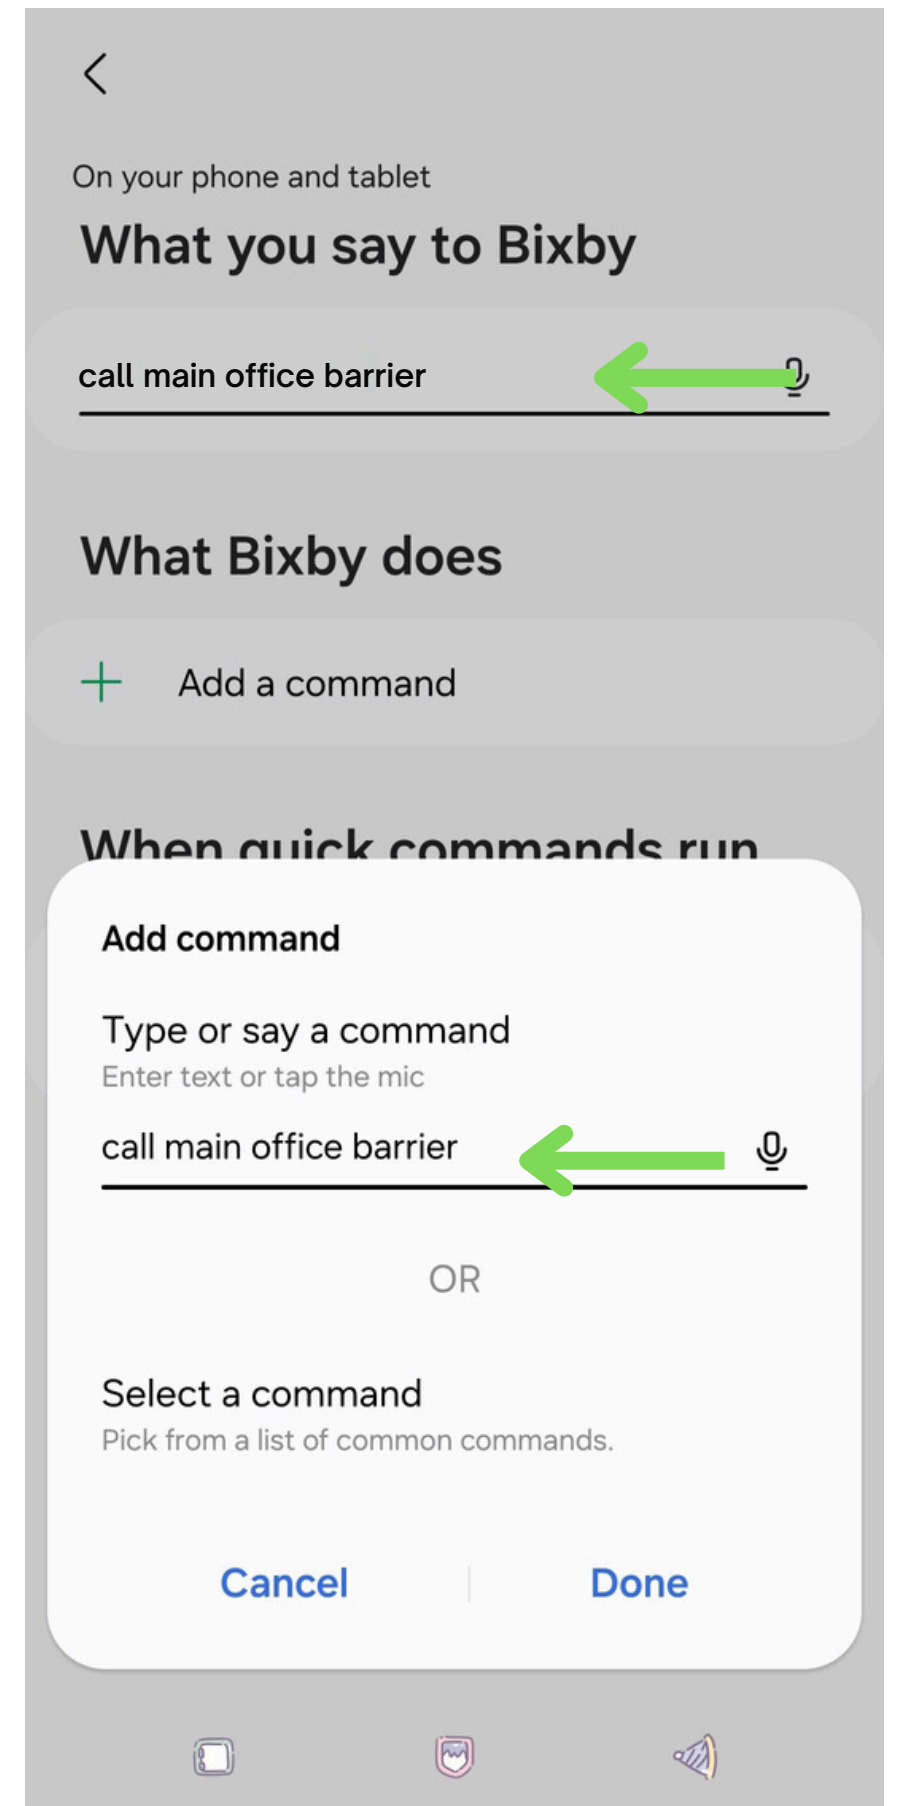 On your phone and tablet
What you say to Bixby
call main office barrier
What Bixby does
Add a command
When quick commands run
Add command
Type or say a command
Enter text or tap the mic
call main office barrier
OR
Select a command
Pick from a list of common commands.
Cancel
Done